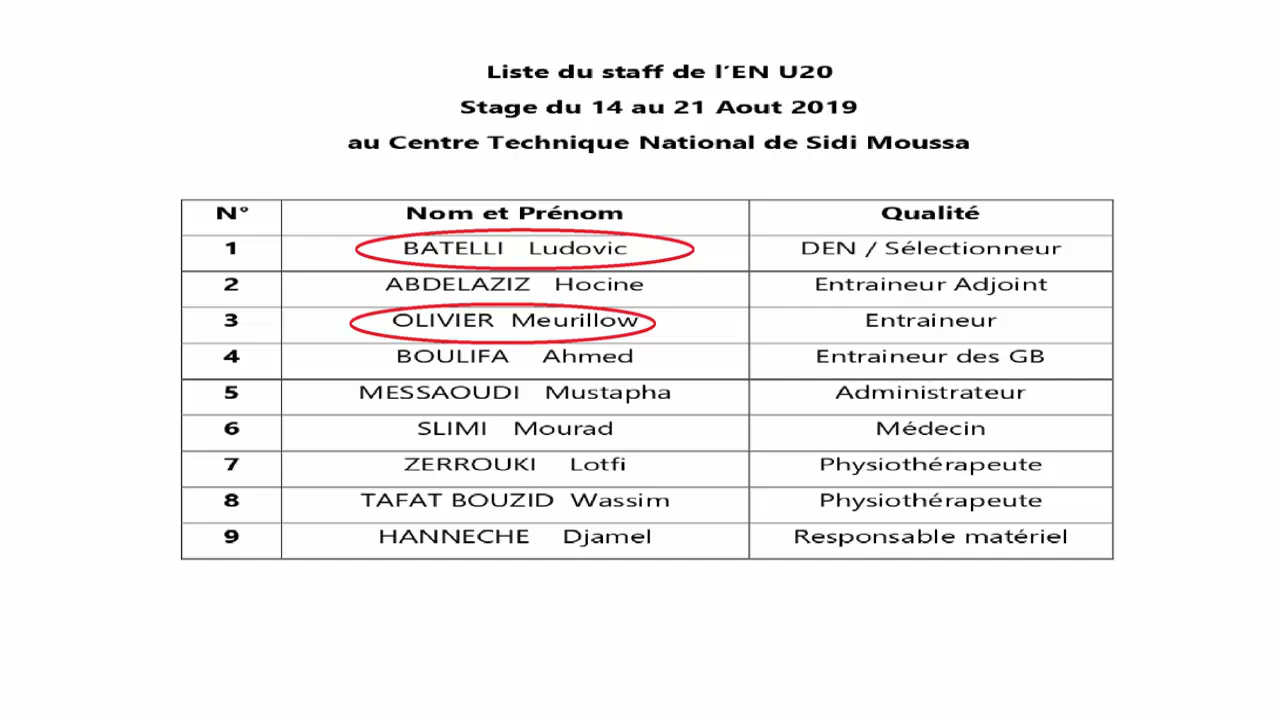 Liste du staff de l´EN U20
Stage du 14 au 21 Aout 2019
au Centre Technique National de Sidi Moussa
N° Nom et Prénom Qualité
1 BATELLI Ludovic DEN / Sélectionneur
2 ABDELAZIZ Hocine Entraineur Adjoint
3 OLIVIER Meurillow Entraineur
4 BOULIFA Ahmed Entraineur des GB
5 MESSAOUDI Mustapha Administrateur
6 SLIMI Mourad Médecin
7 ZERROUKI Lotfi Physiothérapeute
8 TAFAT BOUZID Wassim Physiothérapeute
9 HANNECHE Djamel Responsable matériel